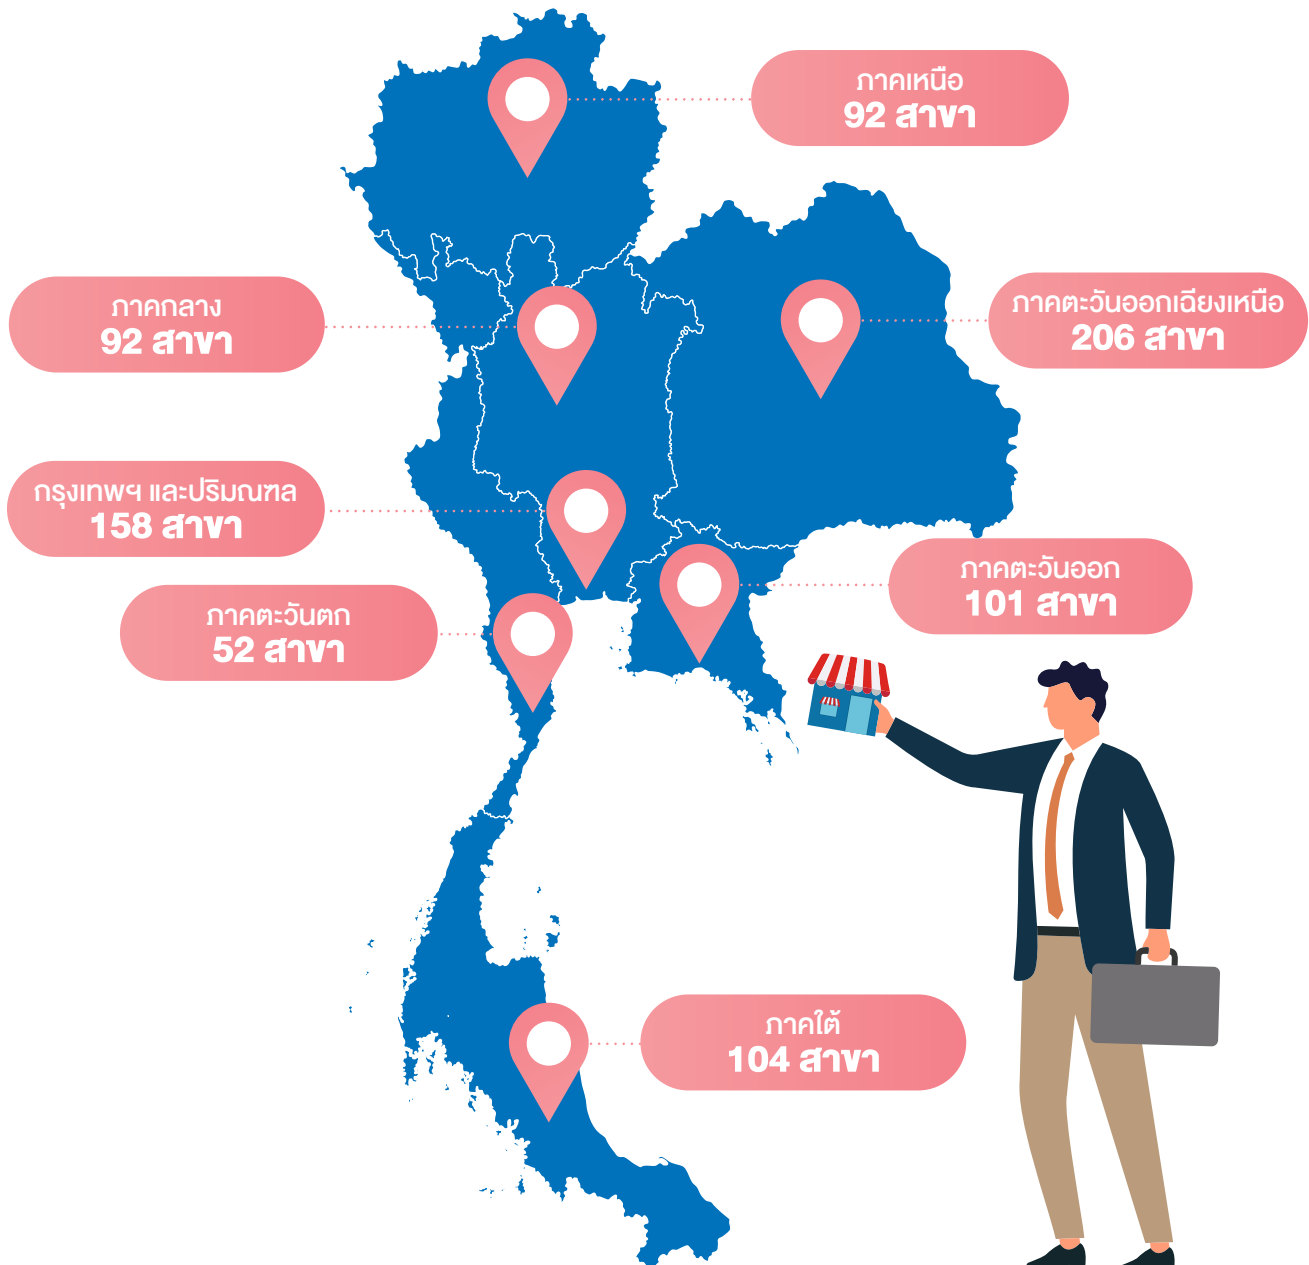 ภาคเหนือ
92 สาขา
ภาคกลาง
92 สาขา
ภาคตะวันออกเฉียงเหนือ
206 สาขา
กรุงเทพฯ และปริมณฑล
158 สาขา
ภาคตะวันออก
101 สาขา
ภาคตะวันตก
52 สาขา
ภาคใต้
104 สาขา